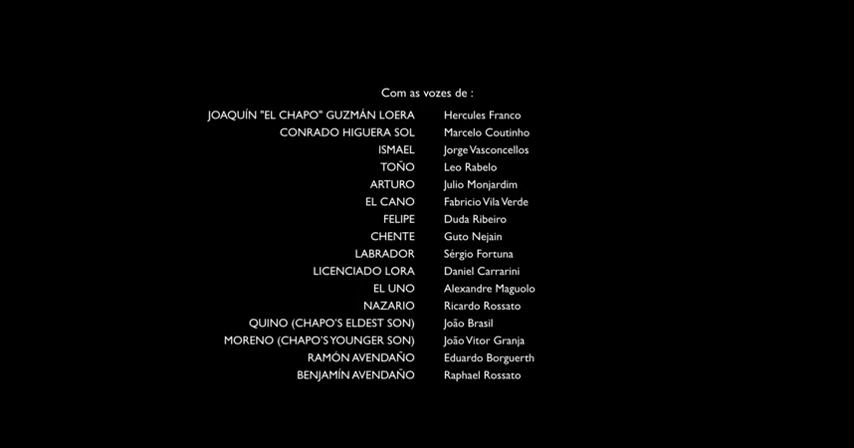 Com as vozes de :
JOAQUÍN "EL CHAPO" GUZMÁN LOERA Hercules Franco
CONRADO HIGUERA SOL Marcelo Coutinho
ISMAEL Jorge Vasconcellos
TOÑO Leo Rabelo
ARTURO Julio Monjardim
EL CANO Fabricio Vila Verde
FELIPE Duda Ribeiro
CHENTE Guto Nejain
LABRADOR Sérgio Fortuna
LICENCIADO LORA Daniel Carrarini
EL UNO Alexandre Maguolo
NAZARIO Ricardo Rossato
QUINO (CHAPO'S ELDEST SON) João Brasil
MORENO (CHAPO'S YOUNGER SON) João Vitor Granja
RAMÓN AVENDAÑO Eduardo Borguerth
BENJAMÍN AVENDAÑO Raphael Rossato